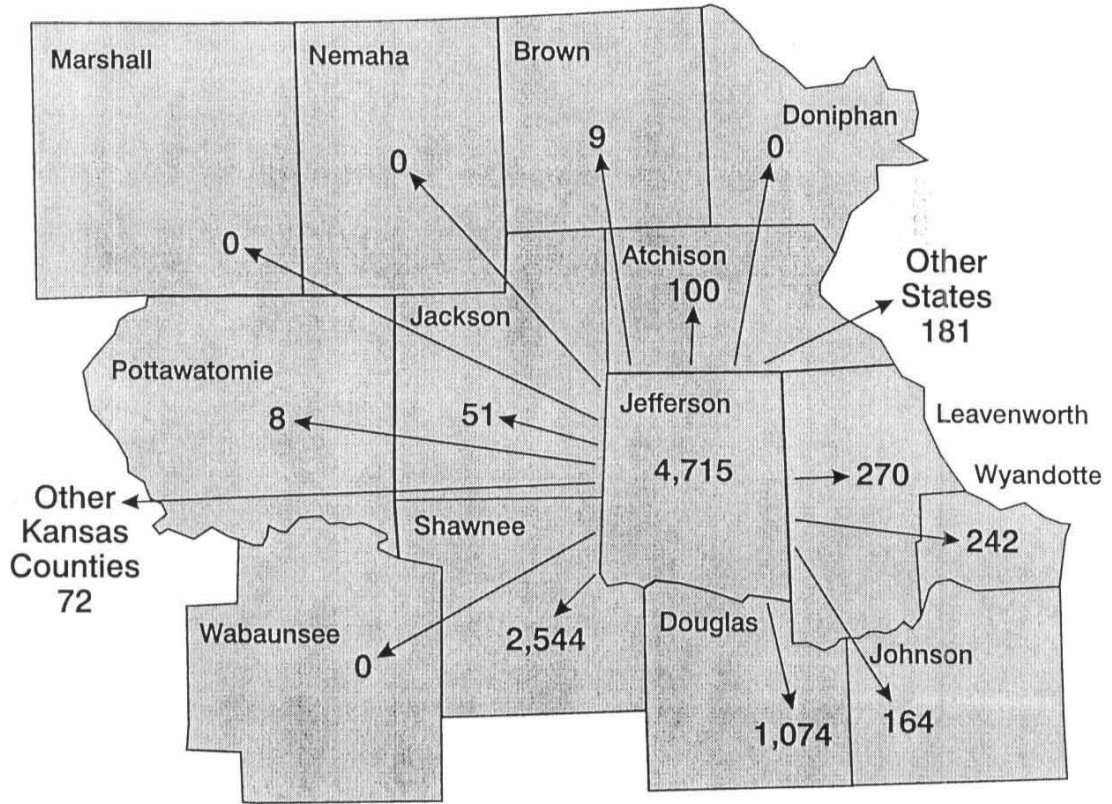 Marshall
Nemaha
Brown
Doniphan
0
0
9
0
Atchison
100
Other
States
181
Jackson
Pottawatomie
8
51
Jefferson
4,715
Leavenworth
270
Wyandotte
242
Other
Kansas
Counties
72
Shawnee
2,544
Wabaunsee
0
Douglas
1,074
Johnson
164